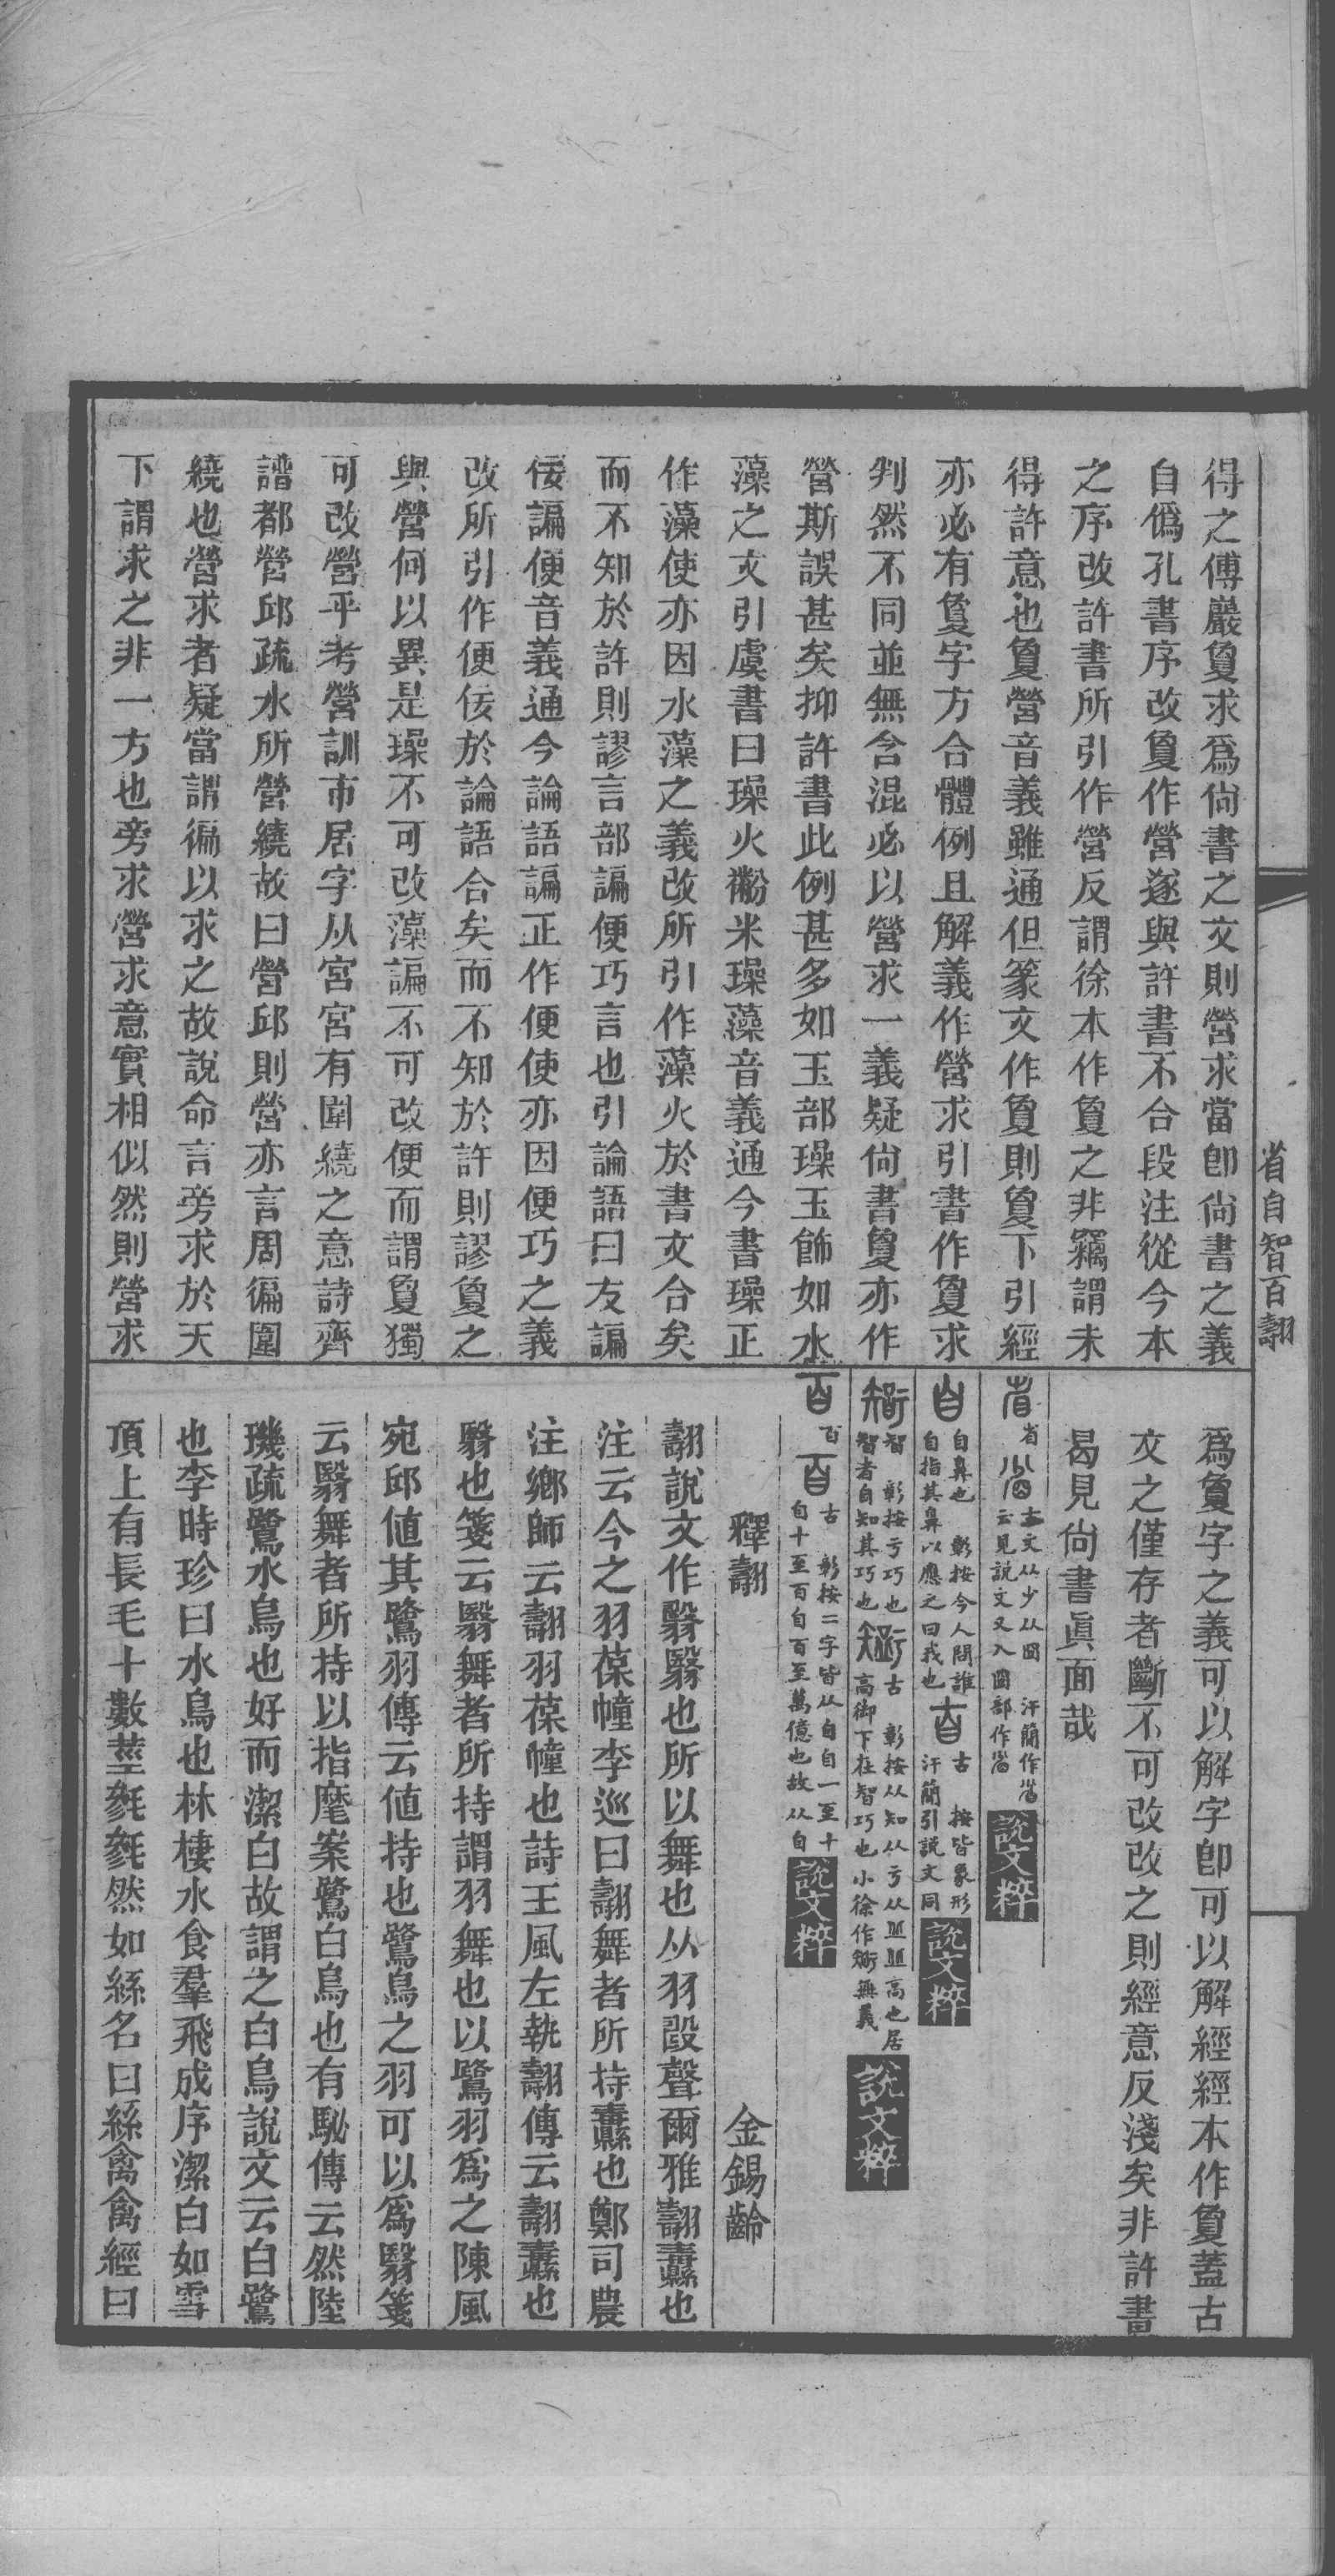 得之傅巖敻求爲尙書之文則營求當卽尙書之義
自僞孔書序改敻作營遂與許書不合段注從今本
之序改許書所引作營反謂徐本作敻之非竊謂未
得許意也敻營音義雖通但篆文作敻則敻下引經
亦必有敻字方合體例且解義作營求引書作敻求
判然不同並無含混必以營求一義疑尙書敻亦作
營斯誤甚矣抑許書此例甚多如玉部璪玉飾如水
藻之文引虞書曰璪火黺米璪藻音義通今書璪正
作藻使亦因水藻之義改所引作藻火於書文合矣
而不知於許則謬言部諞便巧言也引論語曰友諞
佞諞便音義通今論語諞正作便使亦因便巧之義
改所引作便佞於論語合矣而不知於許則謬敻之
與營何以異是璪不可改藻諞不可改便而謂敻獨
可改營乎考營訓帀居字从宮宮有圍繞之意詩齊
譜都營邱疏水所營繞故曰營邱則營亦言周徧圍
繞也營求者疑當謂徧以求之故說命言旁求於天
下謂求之非一方也旁求營求意實相似然則營求
省自智百翿
爲敻字之義可以解字卽可以解經經本作敻蓋古
文之僅存者斷不可改改之則經意反淺矣非許書
曷見尙書眞面哉
省 古文从少从囧 汗簡作㗂
云見說文又入囧部作㗂 說文粹
自 自鼻也 彰按今人問誰
自指其鼻以應之曰我也 古 按皆象形
汗簡引說文同 說文粹
智 彰按亏巧也
智者自知其巧也 古 彰按从知从亏从㐀㐀高也居
高御下在智巧也小徐作 無義 說文粹
百 百 古 彰按二字皆从自自一至十
自十至百自百至萬億也故从自 說文粹
釋翿 金錫齡
翿說文作翳翳也所以舞也从羽殹聲爾雅翿纛也
注云今之羽葆幢李巡曰翿舞者所持纛也鄭司農
注鄉師云翿羽葆幢也詩王風左執翿傳云翿纛也
翳也箋云翳舞者所持謂羽舞也以鷺羽爲之陳風
宛邱値其鷺羽傳云値持也鷺鳥之羽可以爲翳箋
云翳舞者所持以指麾案鷺白鳥也有駜傳云然陸
璣疏鷺水鳥也好而潔白故謂之白鳥說文云白鷺
也李時珍曰水鳥也林棲水食羣飛成序潔白如雪
頂上有長毛十數莖毿毿然如絲名曰絲禽禽經曰